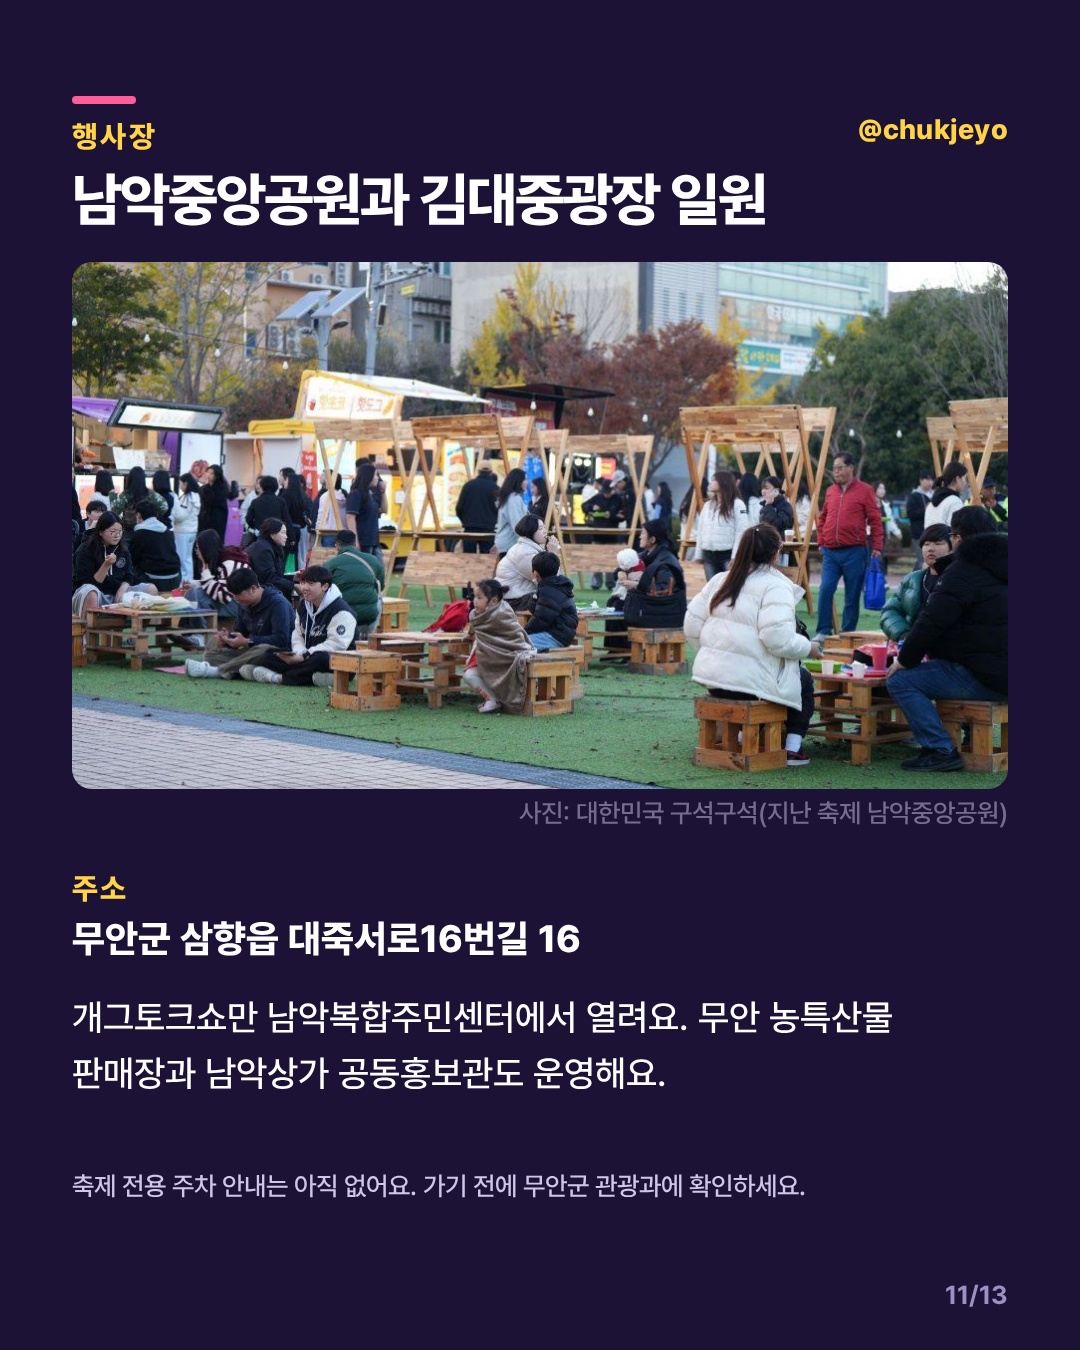 행사장
@chukjeyo
남악중앙공원과 김대중광장 일원
핫도그
사진: 대한민국 구석구석(지난 축제 남악중앙공원)
주소
무안군 삼향읍 대죽서로16번길 16
개그토크쇼만 남악복합주민센터에서 열려요. 무안 농특산물
판매장과 남악상가 공동홍보관도 운영해요.
축제 전용 주차 안내는 아직 없어요. 가기 전에 무안군 관광과에 확인하세요.
11/13